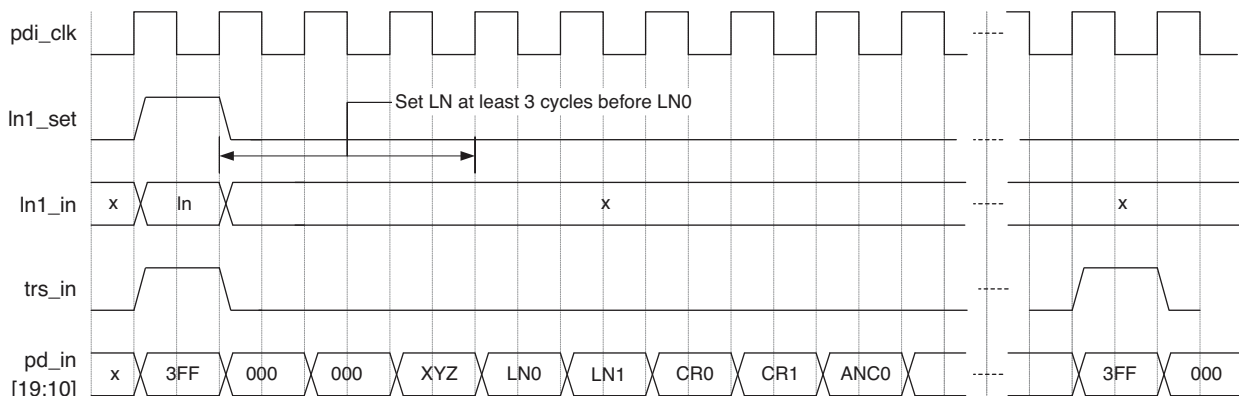 pdi_clk
ln1_set
Set LN at least 3 cycles before LN0
ln1_in x ln x x
trs_in
pd_in
[19:10]
x 3FF 000 000 XYZ LN0 LN1 CR0 CR1 ANC0 3FF 000